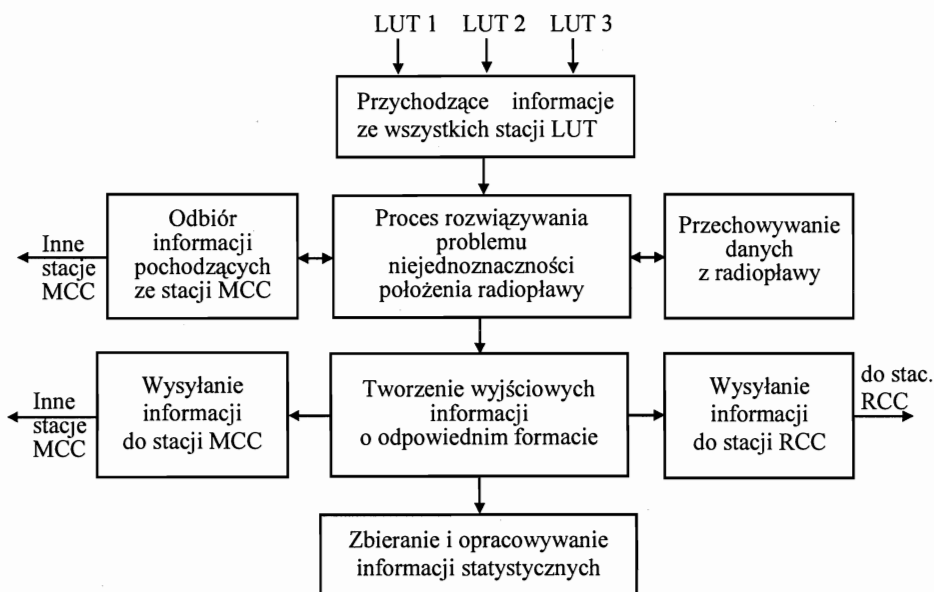 LUT 1 LUT 2 LUT 3
Przychodzące informacje
ze wszystkich stacji LUT
Inne
stacje
MCC
Odbiór
informacji
pochodzących
ze stacji MCC
Proces rozwiązywania
problemu
niejednoznaczności
położenia radiopławy
Przechowywanie
danych
z radiopławy
Inne
stacje
MCC
Wysyłanie
informacji
do stacji MCC
Tworzenie wyjściowych
informacji
o odpowiednim formacie
Wysyłanie
informacji
do stacji RCC
do stac.
RCC
Zbieranie i opracowywanie
informacji statystycznych